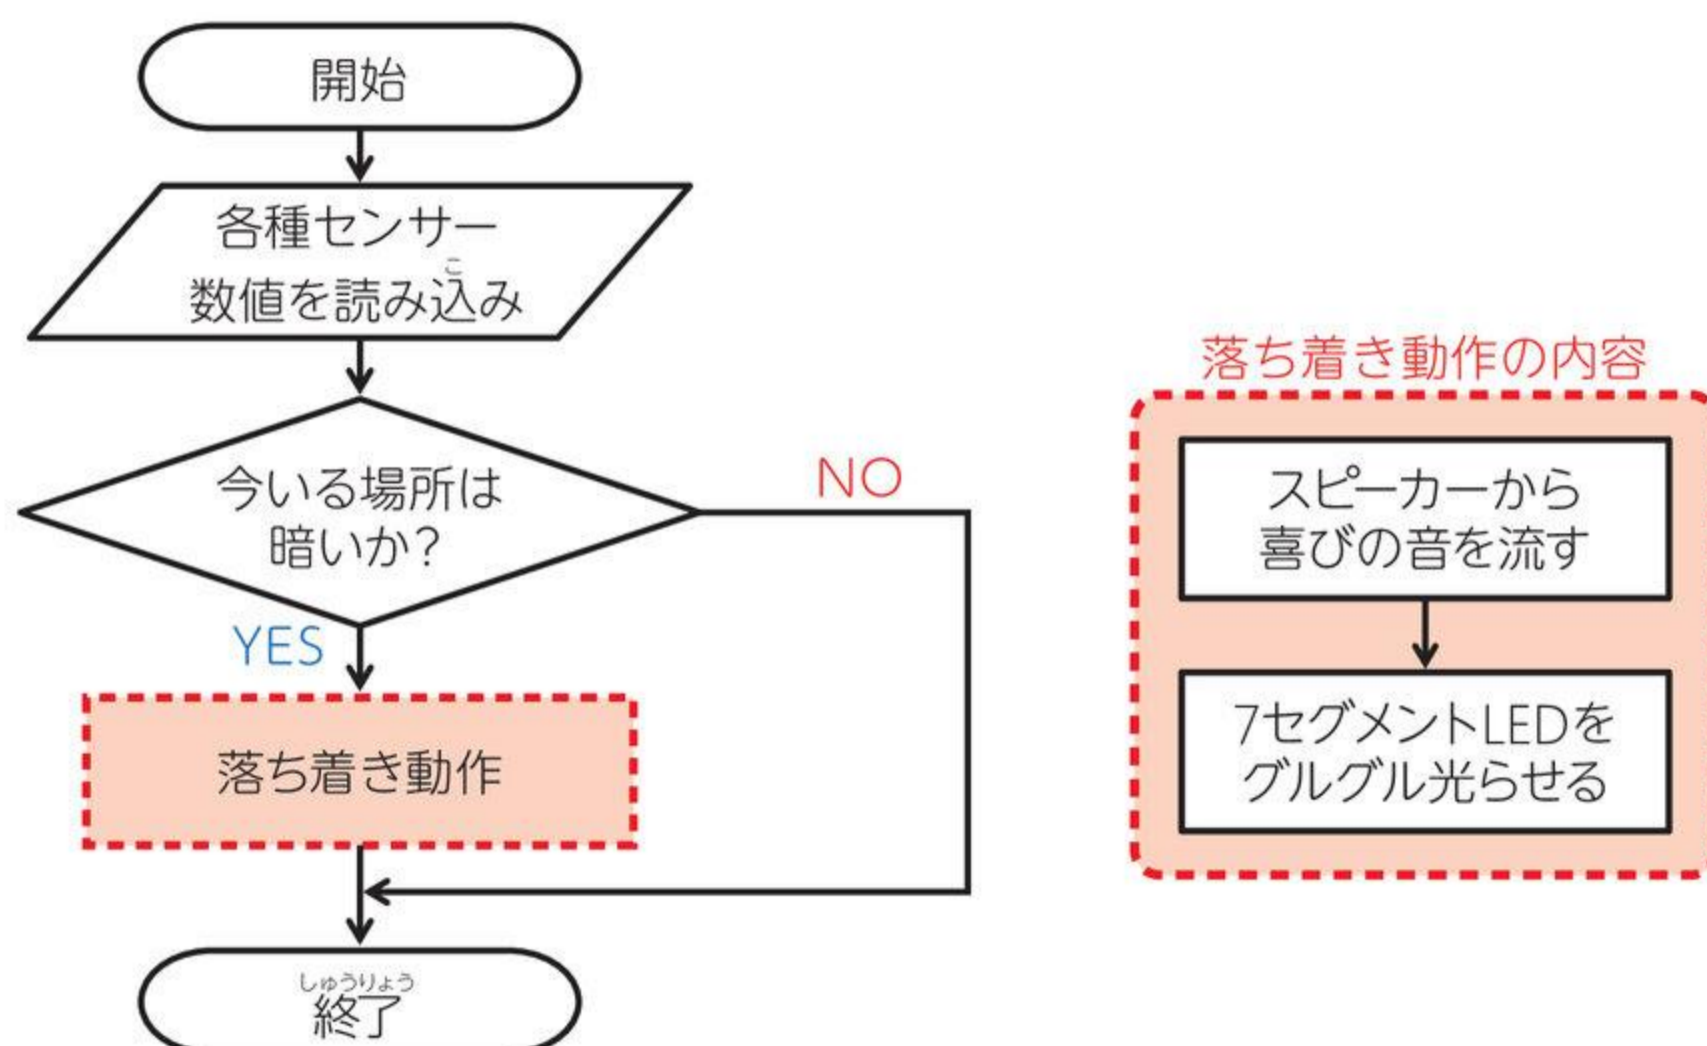 開始
各種センサー
こ
数値を読み込み
今いる場所は
暗いか?
NO
YES
落ち着き動作
しゅうりょう
終了
落ち着き動作の内容
スピーカーから
喜びの音を流す
7セグメントLEDを
グルグル光らせる